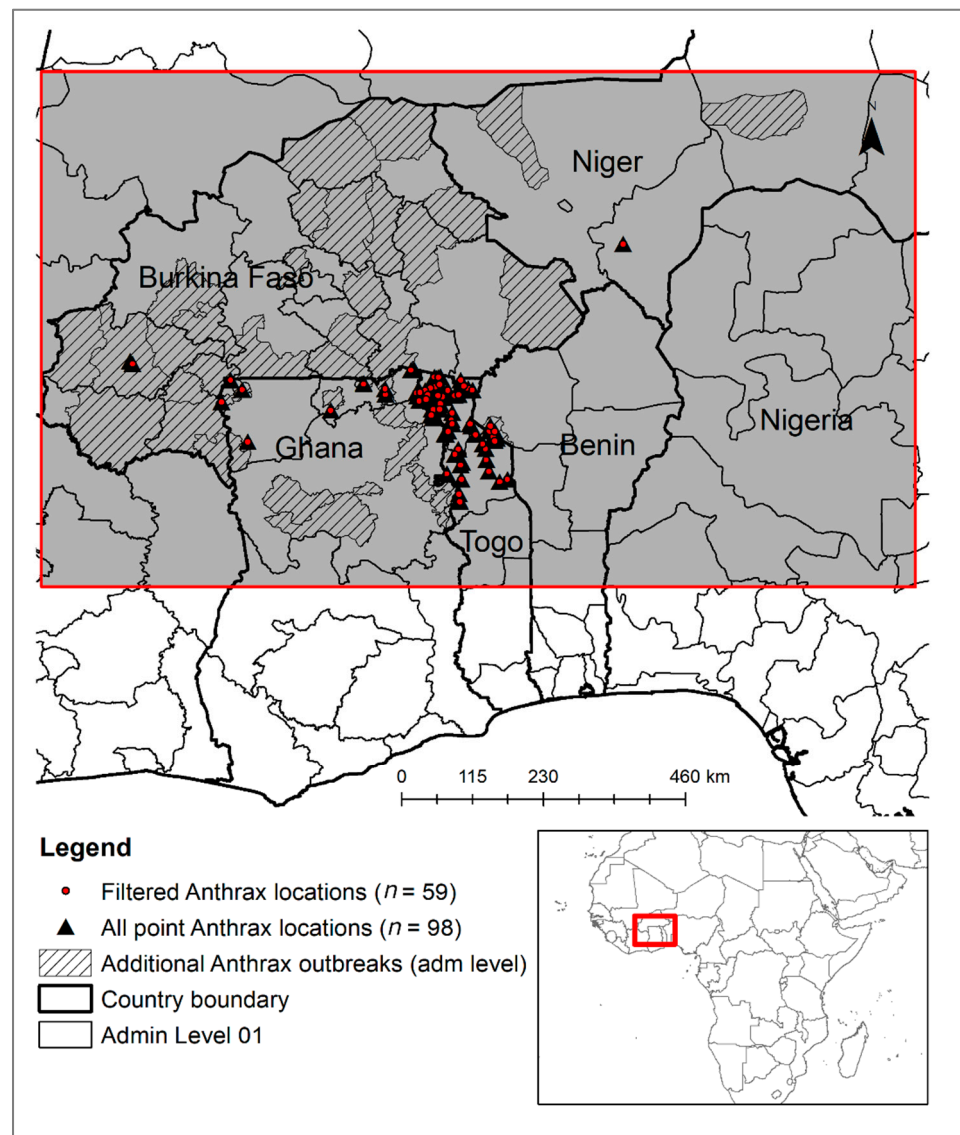 N
Niger
Burkina Faso
Nigeria
Ghana
Benin
Togo
0 115 230 460 km
Legend
Filtered Anthrax locations (n = 59)
All point Anthrax locations (n = 98)
Additional Anthrax outbreaks (adm level)
Country boundary
Admin Level 01